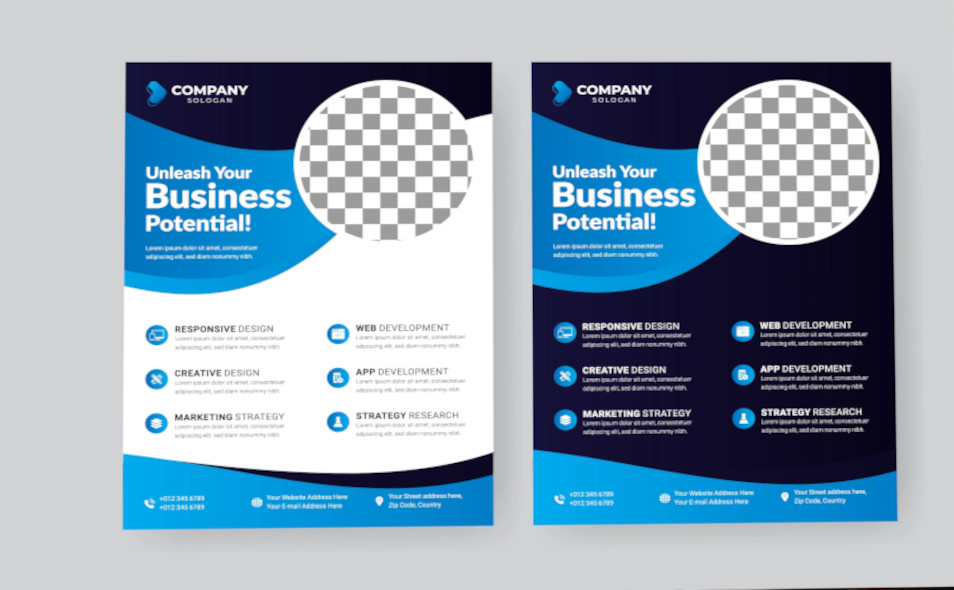 COMPANY
SOLOGAN
Unleash Your
Business
Potential!
Lorem ipsum dolor sit amet, consectetuer
adipiscing elit, sed diam nonummy nibh.
RESPONSIVE DESIGN
Lorem ipsum dolor sit amet, consectetuer
adipiscing elit, sed diam nonummy nibh.
CREATIVE DESIGN
Lorem ipsum dolor sit amet, consectetuer
adipiscing elit, sed diam nonummy nibh.
MARKETING STRATEGY
Lorem ipsum dolor sit amet, consectetuer
adipiscing elit, sed diam nonummy nibh.
WEB DEVELOPMENT
Lorem ipsum dolor sit amet, consectetuer
adipiscing elit, sed diam nonummy nibh.
APP DEVELOPMENT
Lorem ipsum dolor sit amet, consectetuer
adipiscing elit, sed diam nonummy nibh.
STRATEGY RESEARCH
Lorem ipsum dolor sit amet, consectetuer
adipiscing elit, sed diam nonummy nibh.
+012 345 6789
+012 345 6789
Your Website Address Here
Your E-mail Address Here
Your Street address here,
Zip Code, Country
COMPANY
SOLOGAN
Unleash Your
Business
Potential!
Lorem ipsum dolor sit amet, consectetuer
adipiscing elit, sed diam nonummy nibh.
RESPONSIVE DESIGN
Lorem ipsum dolor sit amet, consectetuer
adipiscing elit, sed diam nonummy nibh.
CREATIVE DESIGN
Lorem ipsum dolor sit amet, consectetuer
adipiscing elit, sed diam nonummy nibh.
MARKETING STRATEGY
Lorem ipsum dolor sit amet, consectetuer
adipiscing elit, sed diam nonummy nibh.
WEB DEVELOPMENT
Lorem ipsum dolor sit amet, consectetuer
adipiscing elit, sed diam nonummy nibh.
APP DEVELOPMENT
Lorem ipsum dolor sit amet, consectetuer
adipiscing elit, sed diam nonummy nibh.
STRATEGY RESEARCH
Lorem ipsum dolor sit amet, consectetuer
adipiscing elit, sed diam nonummy nibh.
+012 345 6789
+012 345 6789
Your Website Address Here
Your E-mail Address Here
Your Street address here,
Zip Code, Country